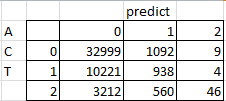 predict
A 0 1 2
C 0 32999 1092 9
T 1 10221 938 4
2 3212 560 46